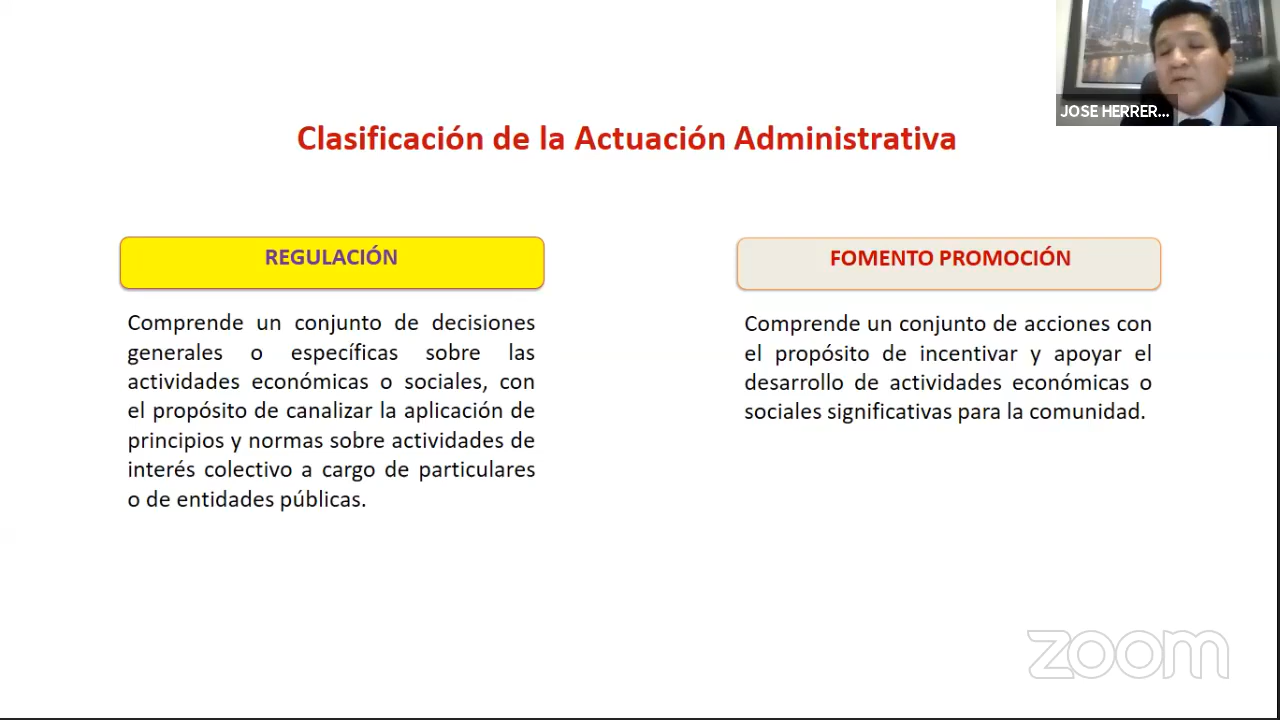 JOSE HERRER...
Clasificación de la Actuación Administrativa
REGULACIÓN
Comprende un conjunto de decisiones
generales o específicas sobre las
actividades económicas o sociales, con
el propósito de canalizar la aplicación de
principios y normas sobre actividades de
interés colectivo a cargo de particulares
o de entidades públicas.
FOMENTO PROMOCIÓN
Comprende un conjunto de acciones con
el propósito de incentivar y apoyar el
desarrollo de actividades económicas o
sociales significativas para la comunidad.
zoom